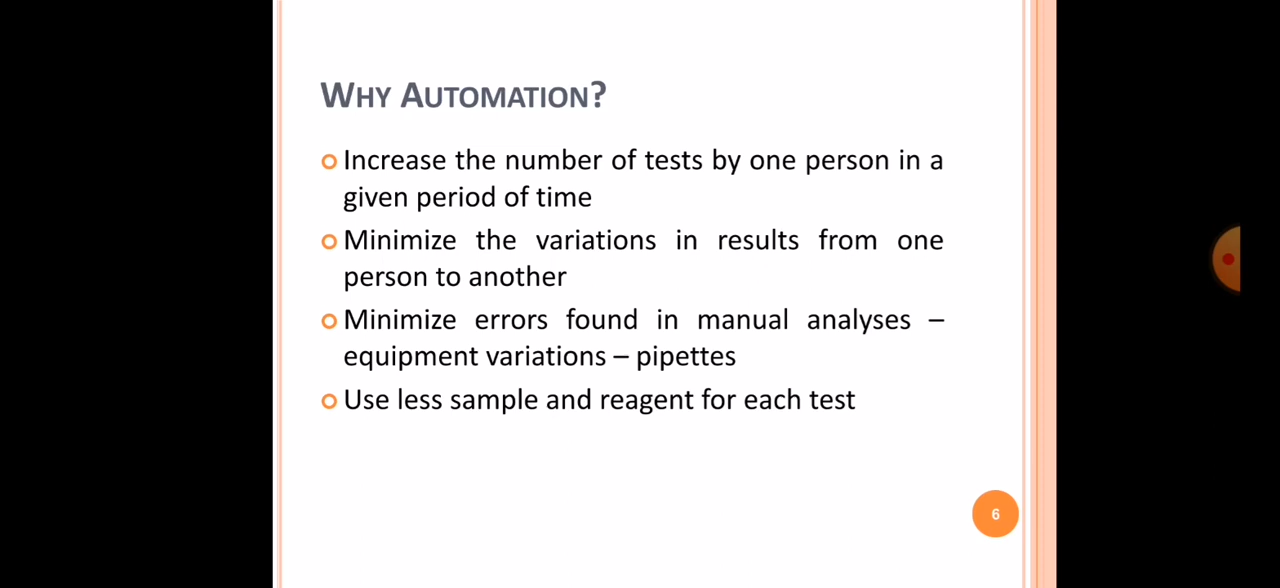 WHY AUTOMATION?
Increase the number of tests by one person in a
given period of time
Minimize the variations in results from one
person to another
Minimize errors found in manual analyses –
equipment variations – pipettes
Use less sample and reagent for each test
6